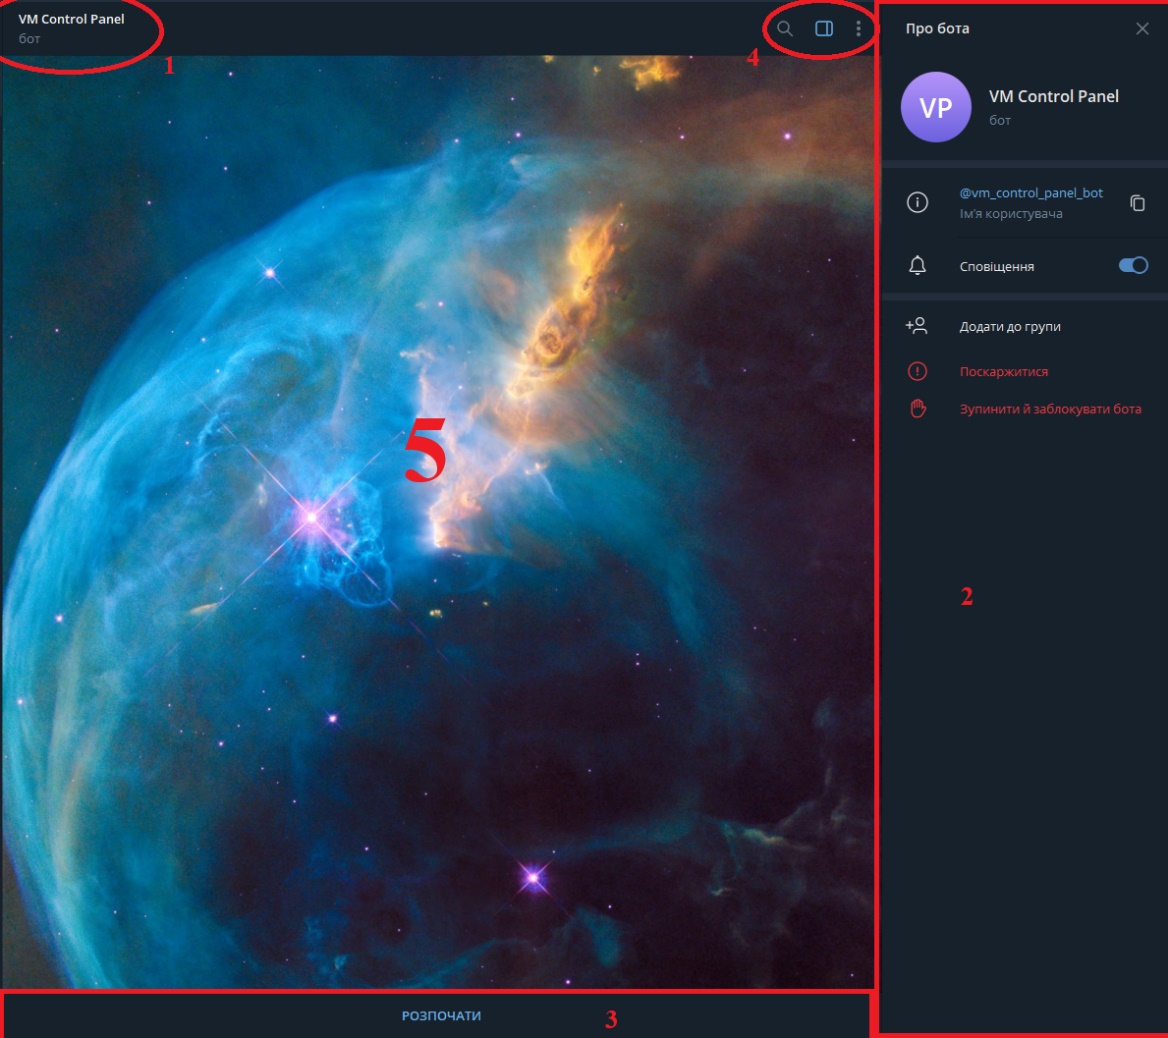 VM Control Panel
бот
1
4
5
РОЗПОЧАТИ
3
Про бота
VP
VM Control Panel
бот
@vm_control_panel_bot
Ім'я користувача
Сповіщення
Додати до групи
Поскаржитися
Зупинити й заблокувати бота
2